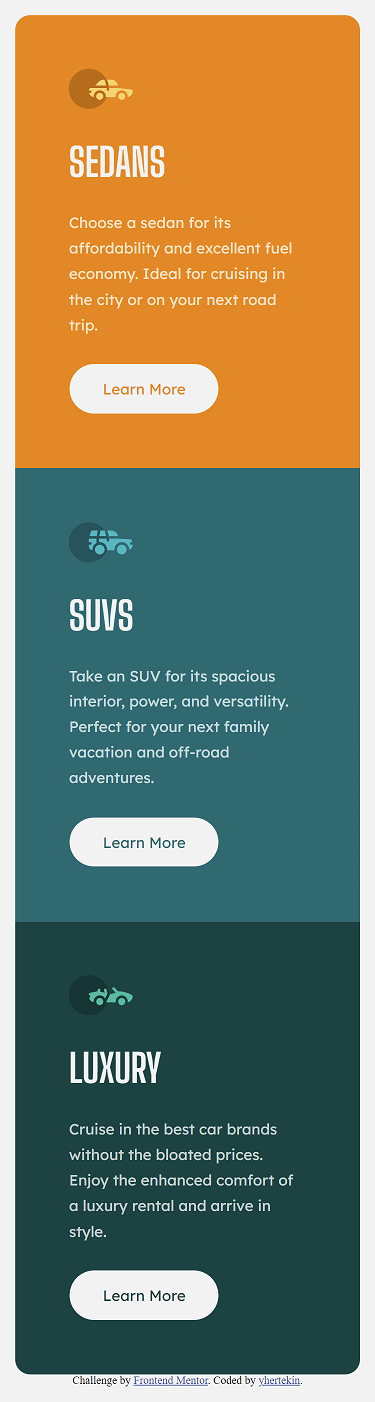 SEDANS
Choose a sedan for its
affordability and excellent fuel
economy. Ideal for cruising in
the city or on your next road
trip.
Learn More
SUVS
Take an SUV for its spacious
interior, power, and versatility.
Perfect for your next family
vacation and off-road
adventures.
Learn More
LUXURY
Cruise in the best car brands
without the bloated prices.
Enjoy the enhanced comfort of
a luxury rental and arrive in
style.
Learn More
Challenge by Frontend Mentor. Coded by yhertekin.